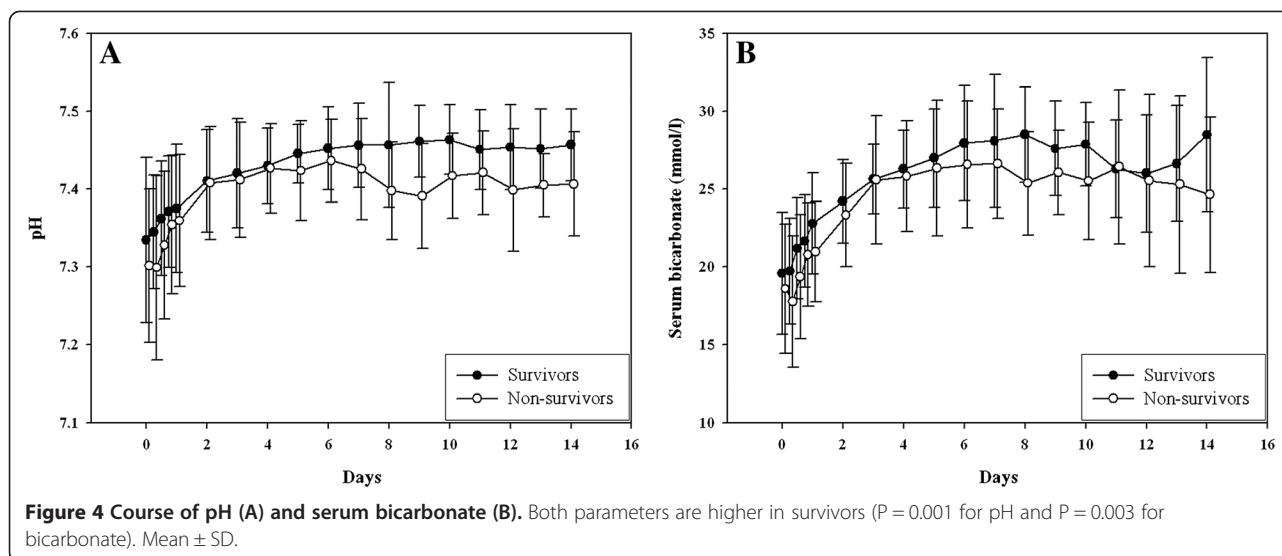 A
7.6
7.5
7.4
7.3
7.2
7.1
pH
0 2 4 6 8 10 12 14 16
Days
Survivors
Non-survivors
B
35
30
25
20
15
10
Serum bicarbonate (mmol/l)
0 2 4 6 8 10 12 14 16
Days
Survivors
Non-survivors
Figure 4 Course of pH (A) and serum bicarbonate (B). Both parameters are higher in survivors (P = 0.001 for pH and P = 0.003 for
bicarbonate). Mean ± SD.